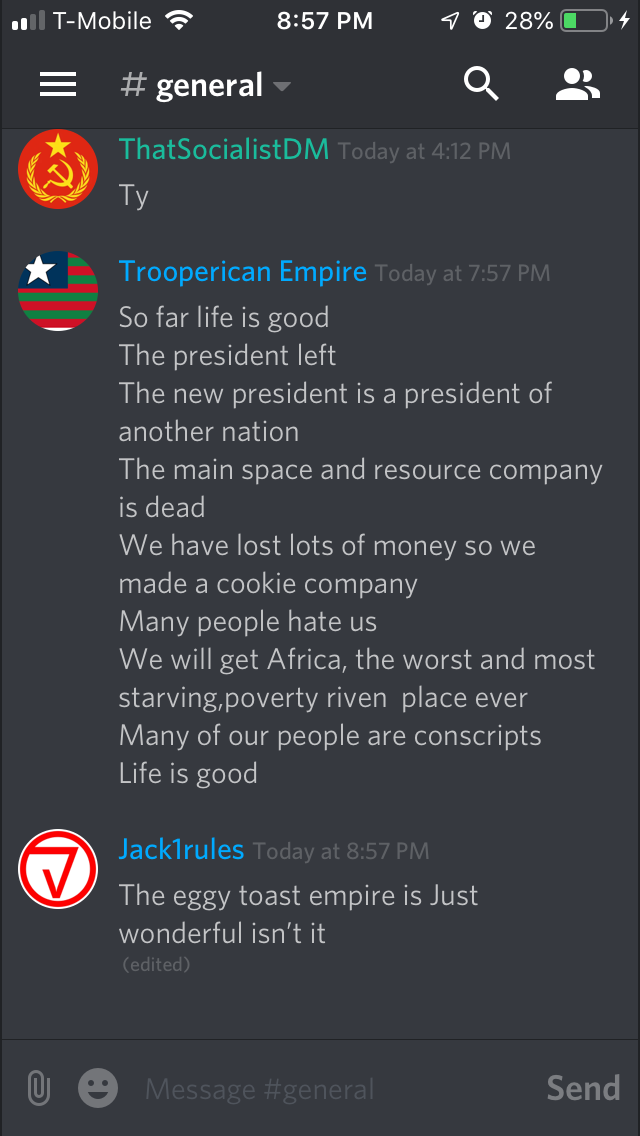 T-Mobile 8:57 PM 28%
# general
ThatSocialistDM Today at 4:12 PM
Ty
Trooperican Empire Today at 7:57 PM
So far life is good
The president left
The new president is a president of
another nation
The main space and resource company
is dead
We have lost lots of money so we
made a cookie company
Many people hate us
We will get Africa, the worst and most
starving,poverty riven  place ever
Many of our people are conscripts
Life is good
Jack1rules Today at 8:57 PM
The eggy toast empire is Just
wonderful isn’t it
(edited)
Message #general Send